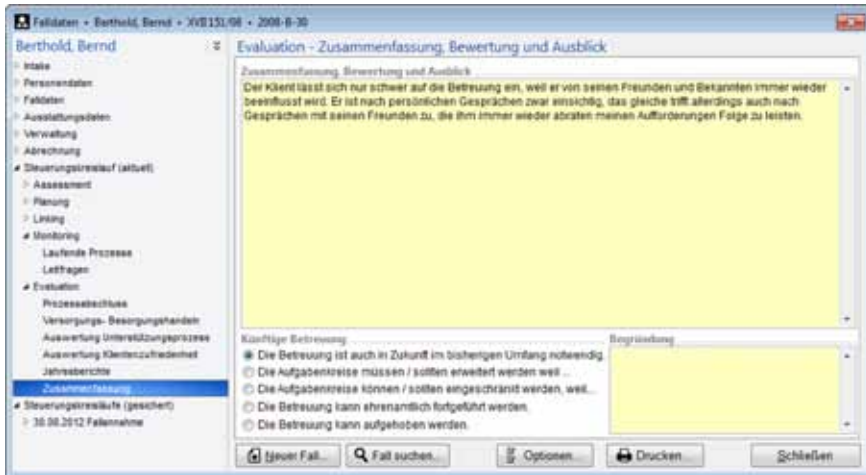 Falldaten • Berthold, Bernd • XVII 151/08 • 2008-B-30
Berthold, Bernd
Intake
Personendaten
Falldaten
Ausstattungsdaten
Verwaltung
Abrechnung
Steuerungskreislauf (aktuell)
Assessment
Planung
Linking
Monitoring
Laufende Prozesse
Leitfragen
Evaluation
Prozessabschluss
Versorgungs- Besorgungshandeln
Auswertung Unterstützungsprozess
Auswertung Klientenzufriedenheit
Jahresberichte
Zusammenfassung
Steuerungskreisläufe (gesichert)
30.08.2012 Fallannahme
Evaluation - Zusammenfassung, Bewertung und Ausblick
Zusammenfassung, Bewertung und Ausblick
Der Klient lässt sich nur schwer auf die Betreuung ein, weil er von seinen Freunden und Bekannten immer wieder
beeinflusst wird. Er ist nach persönlichen Gesprächen zwar einsichtig, das gleiche trifft allerdings auch nach
Gesprächen mit seinen Freunden zu, die ihm immer wieder abraten meinen Aufforderungen Folge zu leisten.
Künftige Betreuung
Die Betreuung ist auch in Zukunft im bisherigen Umfang notwendig.
Die Aufgabenkreise müssen / sollten erweitert werden weil ...
Die Aufgabenkreise können / sollten eingeschränkt werden, weil...
Die Betreuung kann ehrenamtlich fortgeführt werden.
Die Betreuung kann aufgehoben werden.
Begründung
Neuer Fall...
Fall suchen...
Optionen...
Drucken...
Schließen